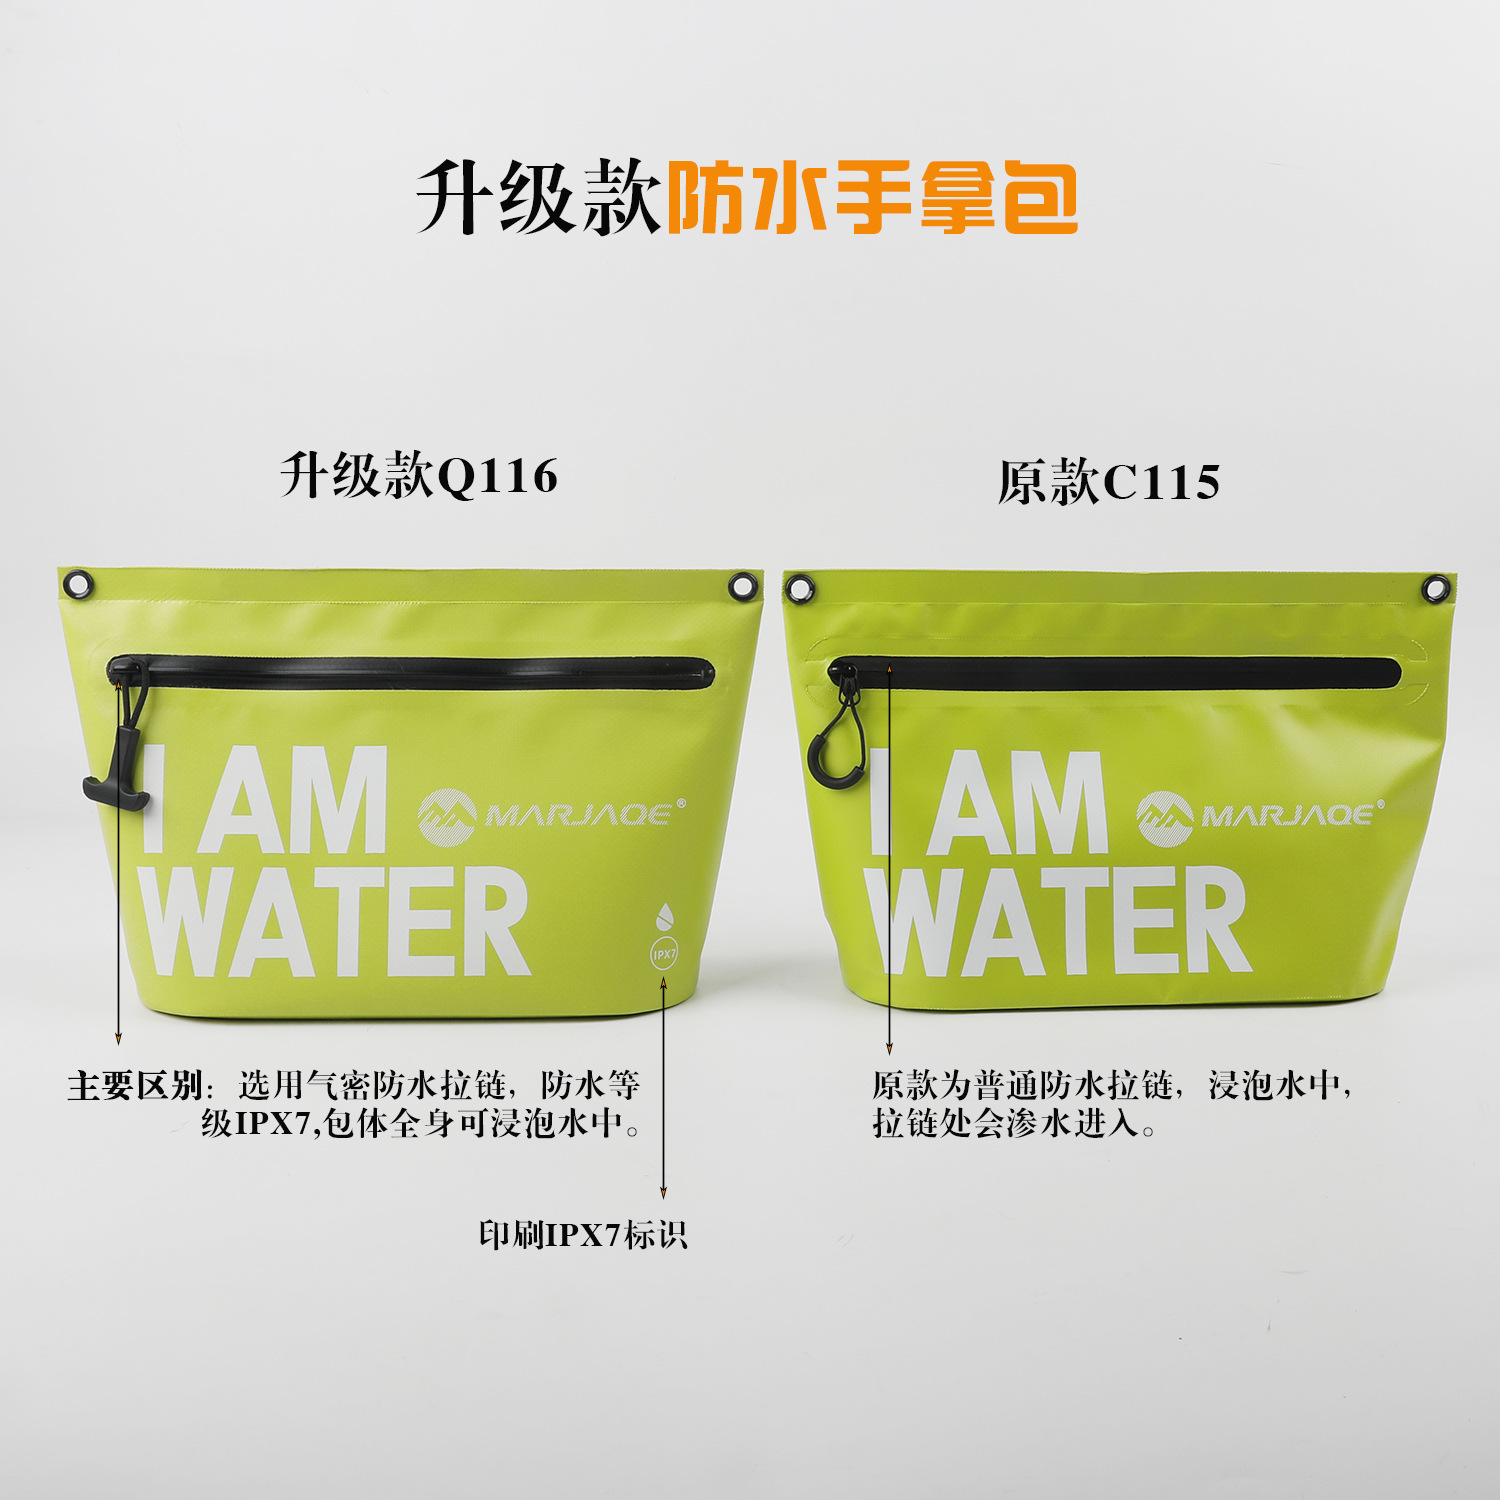 升级款防水手拿包
升级款Q116
原款C115
I AM
WATER
MARJAQE®
IPX7
I AM
WATER
MARJAQE®
主要区别：选用气密防水拉链，防水等
级IPX7,包体全身可浸泡水中。
原款为普通防水拉链，浸泡水中，
拉链处会渗水进入。
印刷IPX7标识